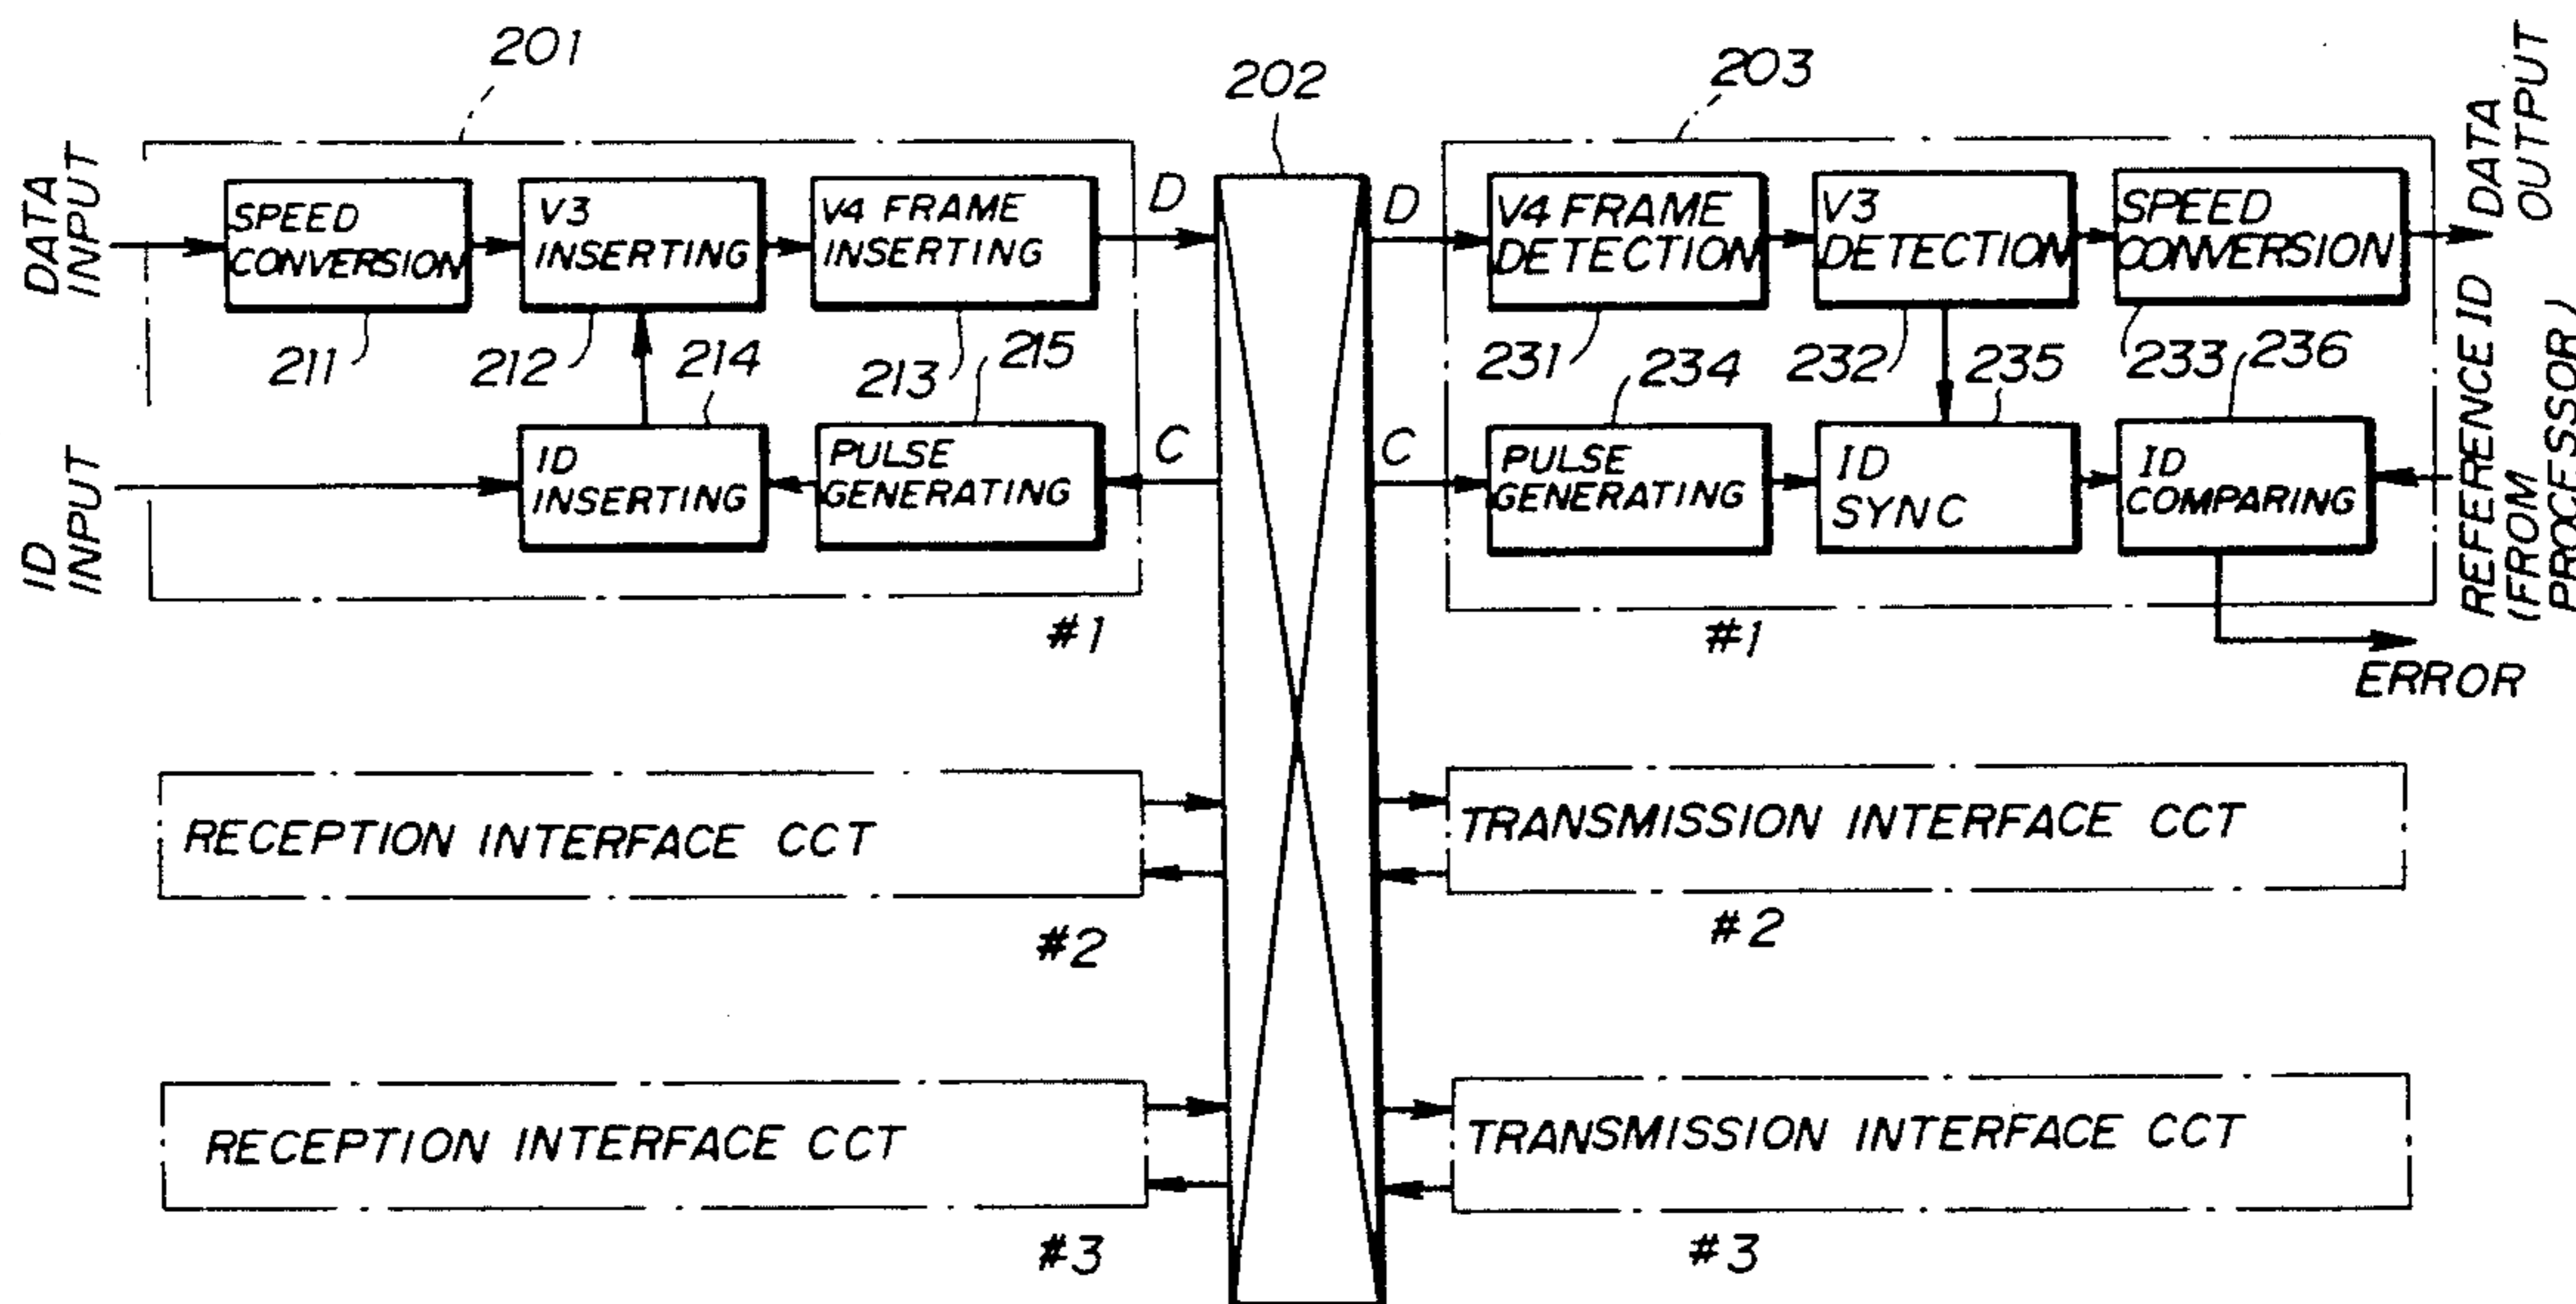 201
202
203
DATA
INPUT
SPEED
CONVERSION
V3
INSERTING
V4 FRAME
INSERTING
D
D
V4 FRAME
DETECTION
V3
DETECTION
SPEED
CONVERSION
DATA
OUTPUT
211
212
214
213
215
231
234
232
235
233
236
ID
INPUT
ID
INSERTING
PULSE
GENERATING
C
C
PULSE
GENERATING
ID
SYNC
ID
COMPARING
REFERENCE ID
(FROM
PROCESSOR)
#1
#1
ERROR
RECEPTION INTERFACE CCT
TRANSMISSION INTERFACE CCT
#2
#2
RECEPTION INTERFACE CCT
TRANSMISSION INTERFACE CCT
#3
#3